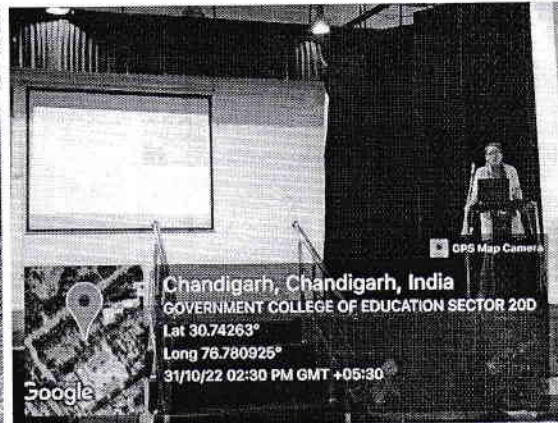 GPS Map Camera
Chandigarh, Chandigarh, India
GOVERNMENT COLLEGE OF EDUCATION SECTOR 20D
Lat 30.74263°
Long 76.780925°
31/10/22 02:30 PM GMT +05:30
Google